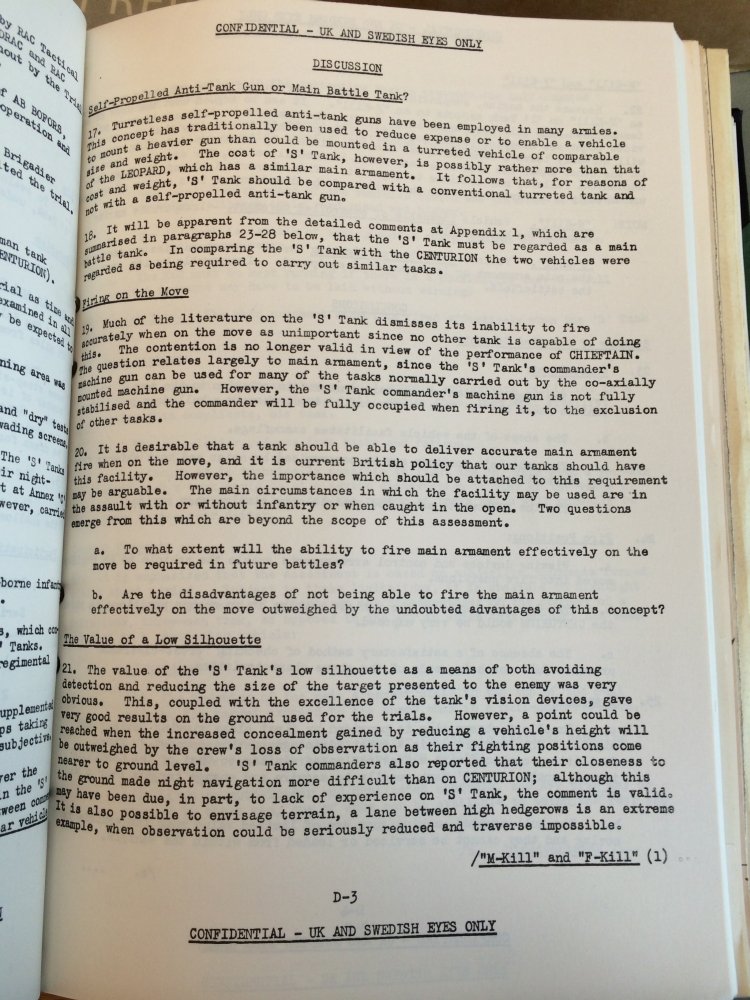 CONFIDENTIAL - UK AND SWEDISH EYES ONLY
DISCUSSION
Self-Propelled Anti-Tank Gun or Main Battle Tank?
17. Turretless self-propelled anti-tank guns have been employed in many armies.
This concept has traditionally been used to reduce expense or to enable a vehicle
to mount a heavier gun than could be mounted in a turreted vehicle of comparable
size and weight. The cost of 'S' Tank, however, is possibly rather more than that
of the LEOPARD, which has a similar main armament. It follows that, for reasons of
cost and weight, 'S' Tank should be compared with a conventional turreted tank and
not with a self-propelled anti-tank gun.
18. It will be apparent from the detailed comments at Appendix 1, which are
summarised in paragraphs 23-28 below, that the 'S' Tank must be regarded as a main
battle tank. In comparing the 'S' Tank with the CENTURION the two vehicles were
regarded as being required to carry out similar tasks.
Firing on the Move
19. Much of the literature on the 'S' Tank dismisses its inability to fire
accurately when on the move as unimportant since no other tank is capable of doing
this. The contention is no longer valid in view of the performance of CHIEFTAIN.
The question relates largely to main armament, since the 'S' Tank's commander's
machine gun can be used for many of the tasks normally carried out by the co-axially
mounted machine gun. However, the 'S' Tank commander's machine gun is not fully
stabilised and the commander will be fully occupied when firing it, to the exclusion
of other tasks.
20. It is desirable that a tank should be able to deliver accurate main armament
fire when on the move, and it is current British policy that our tanks should have
this facility. However, the importance which should be attached to this requirement
may be arguable. The main circumstances in which the facility may be used are in
the assault with or without infantry or when caught in the open. Two questions
emerge from this which are beyond the scope of this assessment.
a. To what extent will the ability to fire main armament effectively on the
move be required in future battles?
b. Are the disadvantages of not being able to fire the main armament
effectively on the move outweighed by the undoubted advantages of this concept?
The Value of a Low Silhouette
21. The value of the 'S' Tank's low silhouette as a means of both avoiding
detection and reducing the size of the target presented to the enemy was very
obvious. This, coupled with the excellence of the tank's vision devices, gave
very good results on the ground used for the trials. However, a point could be
reached when the increased concealment gained by reducing a vehicle's height will
be outweighed by the crew's loss of observation as their fighting positions come
nearer to ground level. 'S' Tank commanders also reported that their closeness to
the ground made night navigation more difficult than on CENTURION; although this
may have been due, in part, to lack of experience on 'S' Tank, the comment is valid.
It is also possible to envisage terrain, a lane between high hedgerows is an extreme
example, when observation could be seriously reduced and traverse impossible.
/"M-Kill" and "F-Kill" (1)
D-3
CONFIDENTIAL - UK AND SWEDISH EYES ONLY